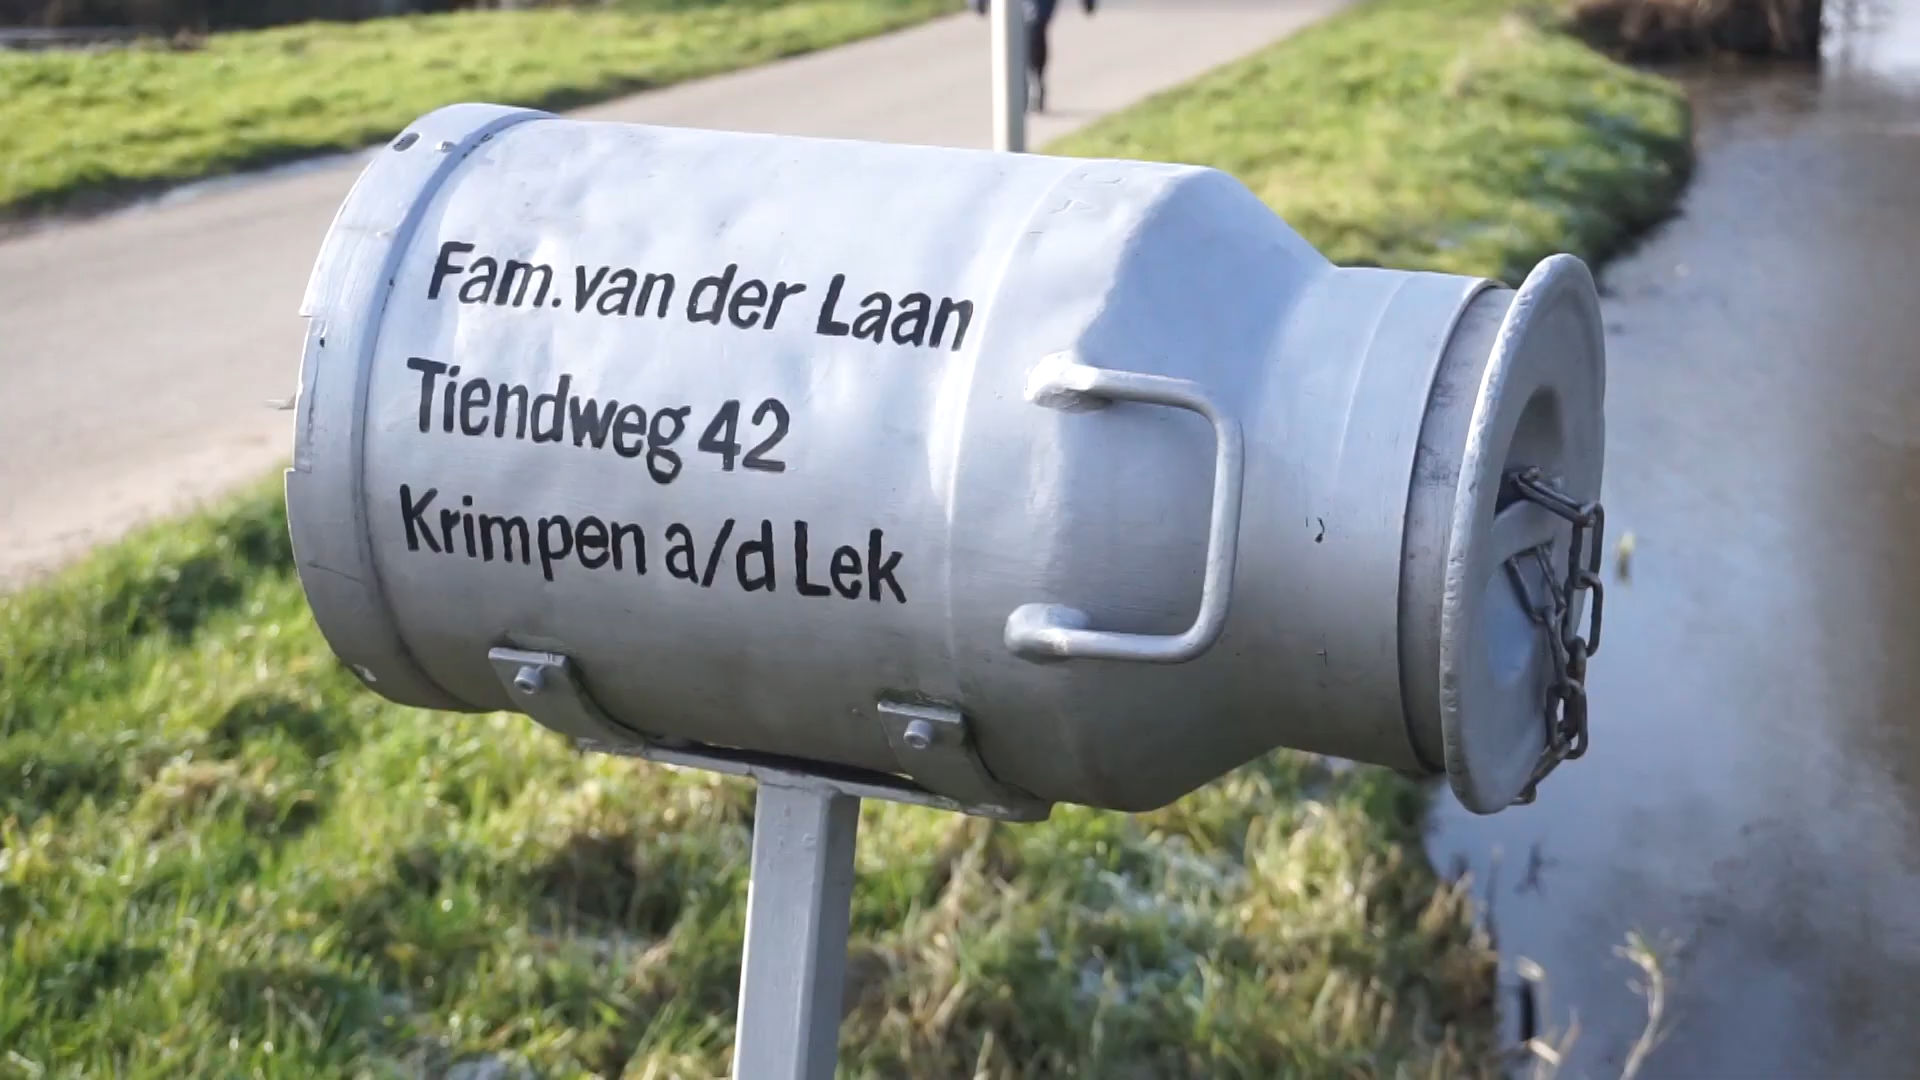 Fam. van der Laan
Tiendweg 42
Krimpen a/d Lek